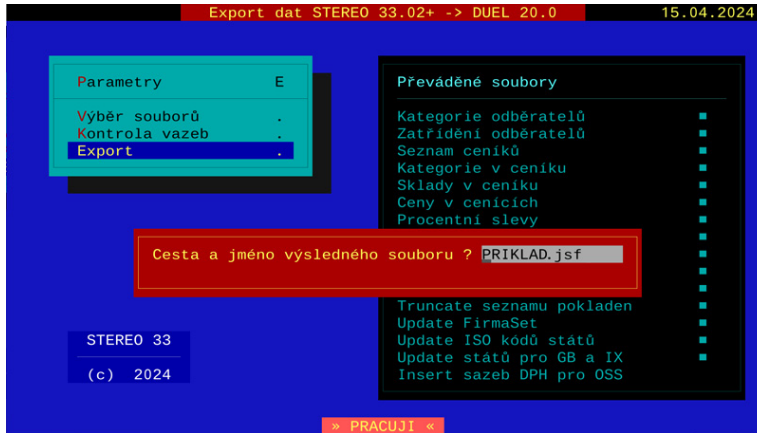 Export dat STEREO 33.02+ -> DUEL 20.0 15.04.2024
Parametry E
Výběr souborů .
Kontrola vazeb .
Export .
Převáděné soubory
Kategorie odběratelů ■
Zatřídění odběratelů ■
Seznam ceníků ■
Kategorie v ceníku ■
Sklady v ceníku ■
Ceny v cenících ■
Procentní slevy ■
Cesta a jméno výsledného souboru ? PRIKLAD.jsf
Truncate seznamu pokladen ■
Update FirmaSet ■
Update ISO kódů států ■
Update států pro GB a IX ■
Insert sazeb DPH pro OSS
STEREO 33
(c) 2024
» PRACUJI «